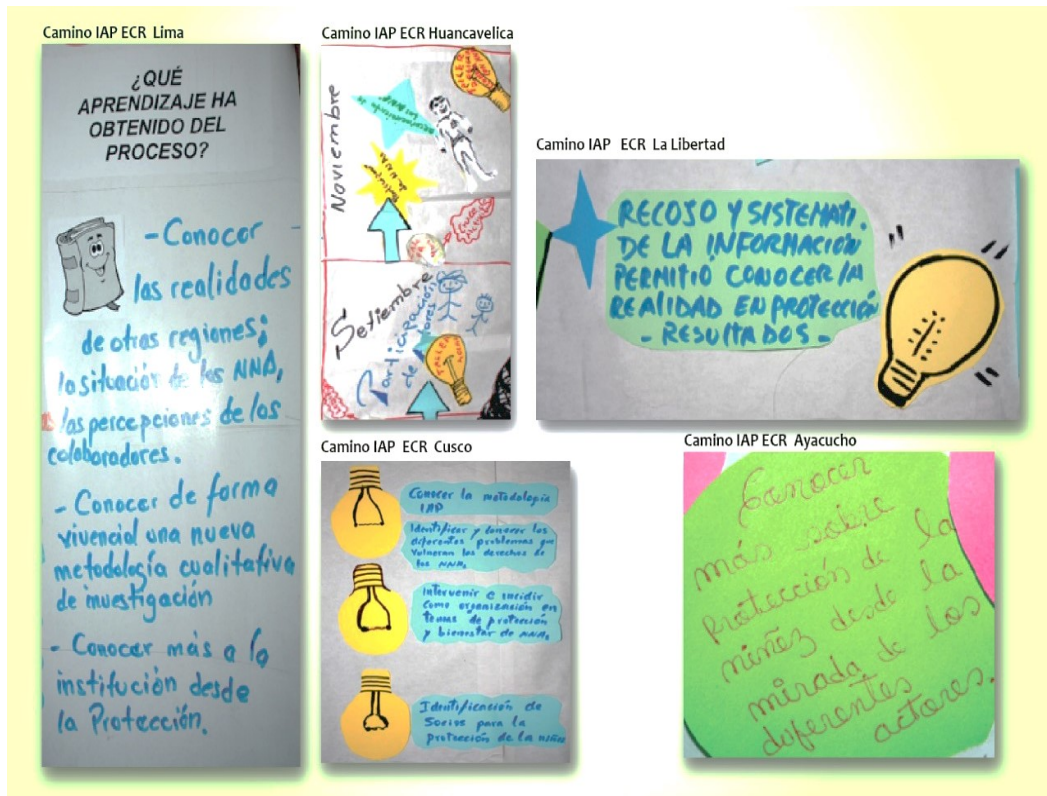 Camino IAP ECR Lima
¿QUÉ
APRENDIZAJE HA
OBTENIDO DEL
PROCESO?
- Conocer
las realidades
de otras regiones;
la situación de los NNA,
las percepciones de los
colaboradores.
- Conocer de forma
vivencial una nueva
metodología cualitativa
de investigación
- Conocer más a la
institución desde
la Protección.
Camino IAP ECR Huancavelica
Noviembre
Setiembre
Participación
de
TALLER
Camino IAP ECR La Libertad
RECOJO Y SISTEMATI.
DE LA INFORMACIÓN
PERMITIO CONOCER LA
REALIDAD EN PROTECCIÓN
- RESULTADOS -
Camino IAP ECR Cusco
Conocer la metodología
IAP
Identificar y conocer los
diferentes problemas que
vulneran los derechos de
los NNAs
Intervenir e incidir
como organización en
temas de protección
y bienestar de NNAs
Identificación de
Socios para la
protección de la niñez
Camino IAP ECR Ayacucho
Conocer
más sobre
Protección de la
niñez desde la
mirada de los
diferentes
actores.